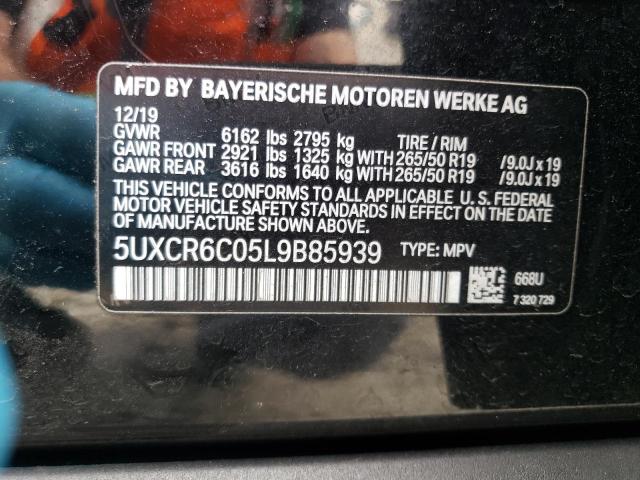 MFD BY BAYERISCHE MOTOREN WERKE AG
12/19
GVWR 6162 lbs 2795 kg TIRE / RIM
GAWR FRONT 2921 lbs 1325 kg WITH 265/50 R19 /9.0J x 19
GAWR REAR 3616 lbs 1640 kg WITH 265/50 R19 /9.0J x 19
THIS VEHICLE CONFORMS TO ALL APPLICABLE U. S. FEDERAL
MOTOR VEHICLE SAFETY STANDARDS IN EFFECT ON THE DATE
OF MANUFACTURE SHOWN ABOVE.
5UXCR6C05L9B85939 TYPE: MPV
668U
7 320 729